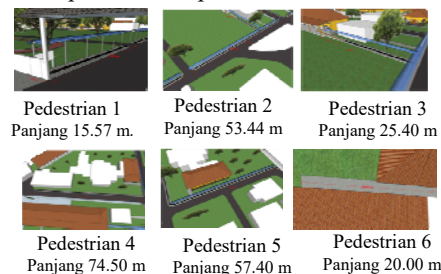 Pedestrian 1
Panjang 15.57 m.
Pedestrian 2
Panjang 53.44 m
Pedestrian 3
Panjang 25.40 m
Pedestrian 4
Panjang 74.50 m
Pedestrian 5
Panjang 57.40 m
Pedestrian 6
Panjang 20.00 m